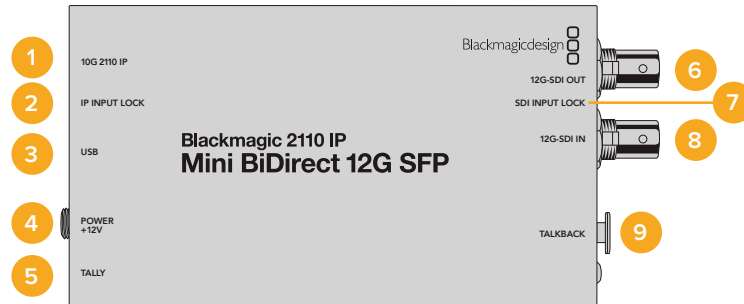 1
10G 2110 IP
Blackmagicdesign
12G-SDI OUT
6
2
IP INPUT LOCK
SDI INPUT LOCK
7
3
USB
Blackmagic 2110 IP
Mini BiDirect 12G SFP
12G-SDI IN
8
4
POWER
+12V
TALKBACK
9
5
TALLY